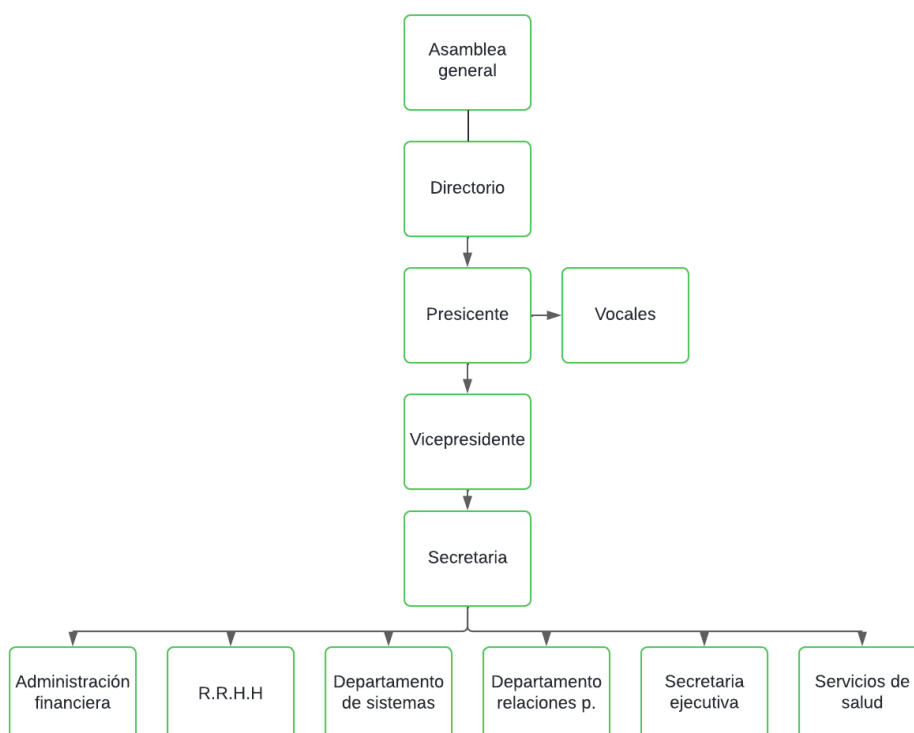 Asamblea
general
Directorio
Presicente
Vocales
Vicepresidente
Secretaria
Administración
financiera
R.R.H.H
Departamento
de sistemas
Departamento
relaciones p.
Secretaria
ejecutiva
Servicios de
salud